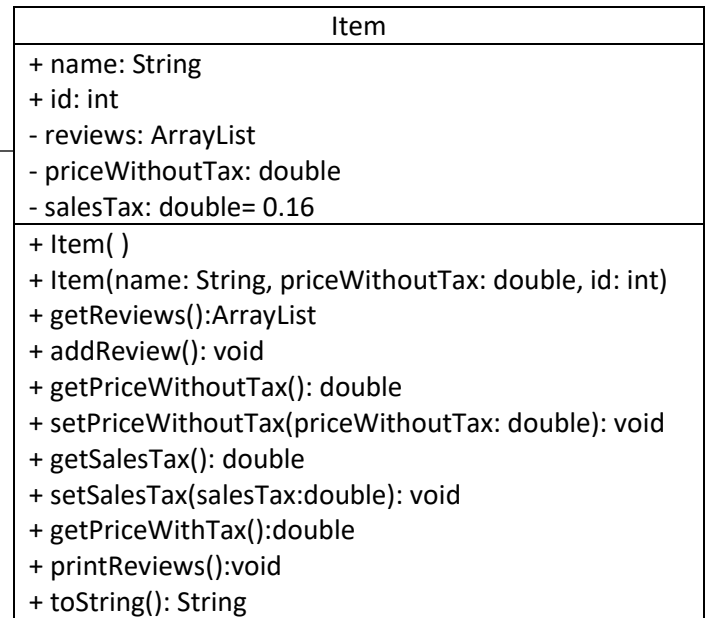 Item
+ name: String
+ id: int
- reviews: ArrayList
- priceWithoutTax: double
- salesTax: double= 0.16
+ Item( )
+ Item(name: String, priceWithoutTax: double, id: int)
+ getReviews():ArrayList
+ addReview(): void
+ getPriceWithoutTax(): double
+ setPriceWithoutTax(priceWithoutTax: double): void
+ getSalesTax(): double
+ setSalesTax(salesTax:double): void
+ getPriceWithTax():double
+ printReviews():void
+ toString(): String